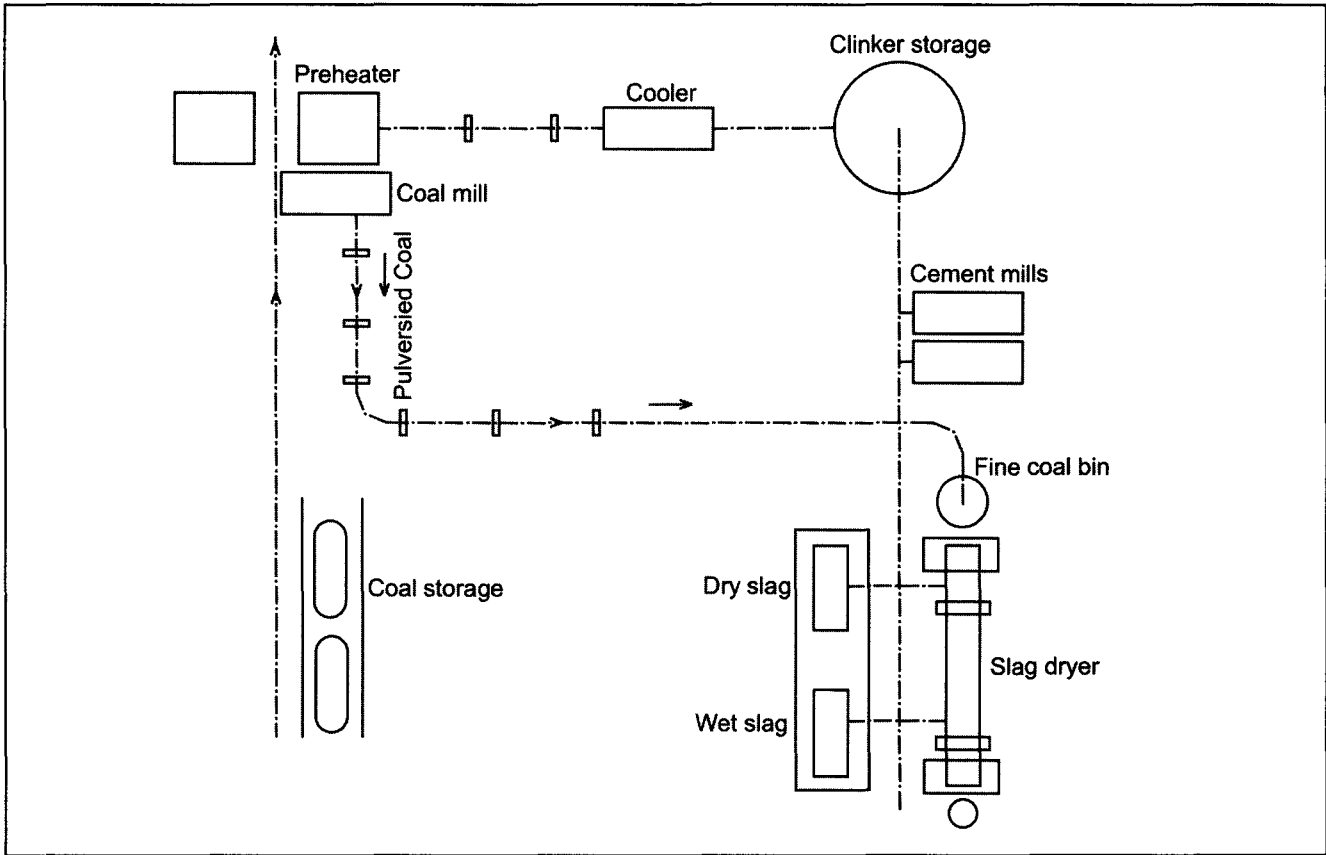 Clinker storage
Preheater
Cooler
Coal mill
Pulversied Coal
Cement mills
Fine coal bin
Dry slag
Coal storage
Slag dryer
Wet slag